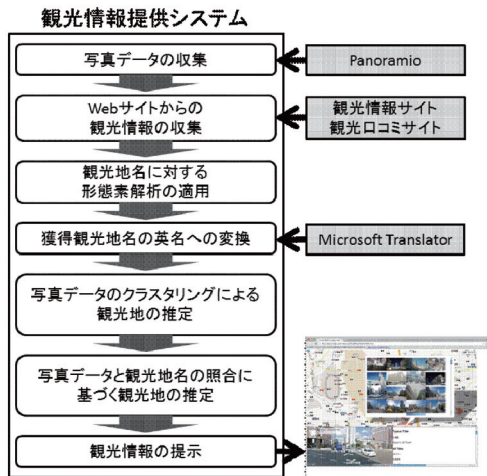 観光情報提供システム
写真データの収集
Panoramio
Webサイトからの
観光情報の収集
観光情報サイト
観光口コミサイト
観光地名に対する
形態素解析の適用
獲得観光地名の英名への変換
Microsoft Translator
写真データのクラスタリングによる
観光地の推定
写真データと観光地名の照合に
基づく観光地の推定
観光情報の提示